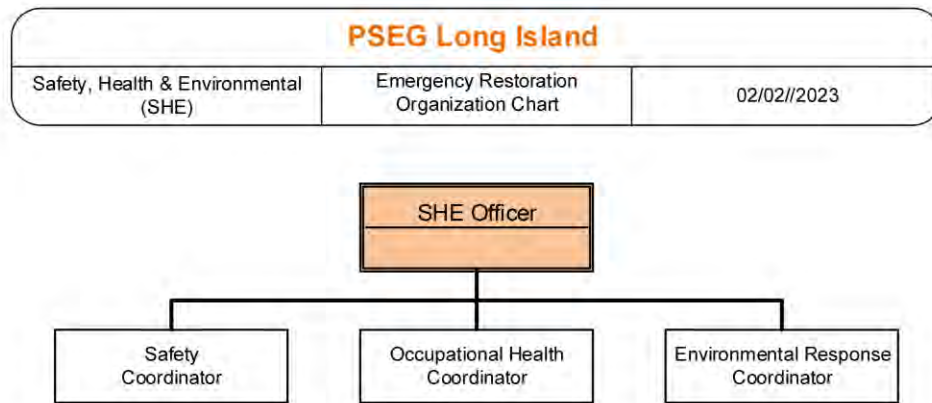 PSEG Long Island
Safety, Health & Environmental
(SHE)
Emergency Restoration
Organization Chart
02/02//2023
SHE Officer
Safety
Coordinator
Occupational Health
Coordinator
Environmental Response
Coordinator